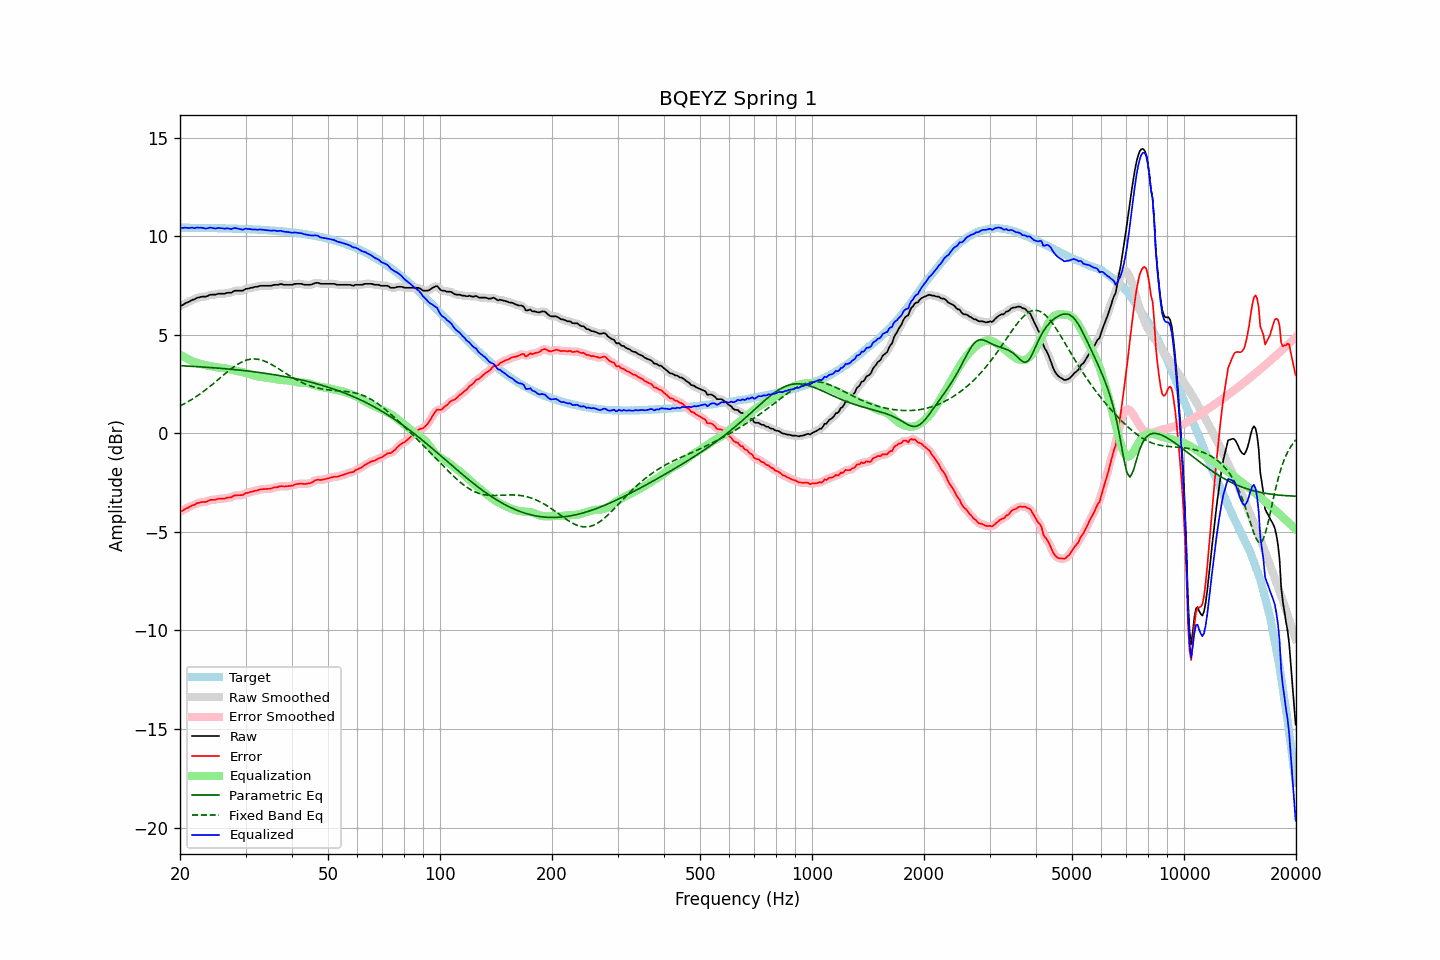 BQEYZ Spring 1
15
10
5
0
−5
−10
−15
−20
Amplitude (dBr)
Target
Raw Smoothed
Error Smoothed
Raw
Error
Equalization
Parametric Eq
Fixed Band Eq
Equalized
20 50 100 200 500 1000 2000 5000 10000 20000
Frequency (Hz)